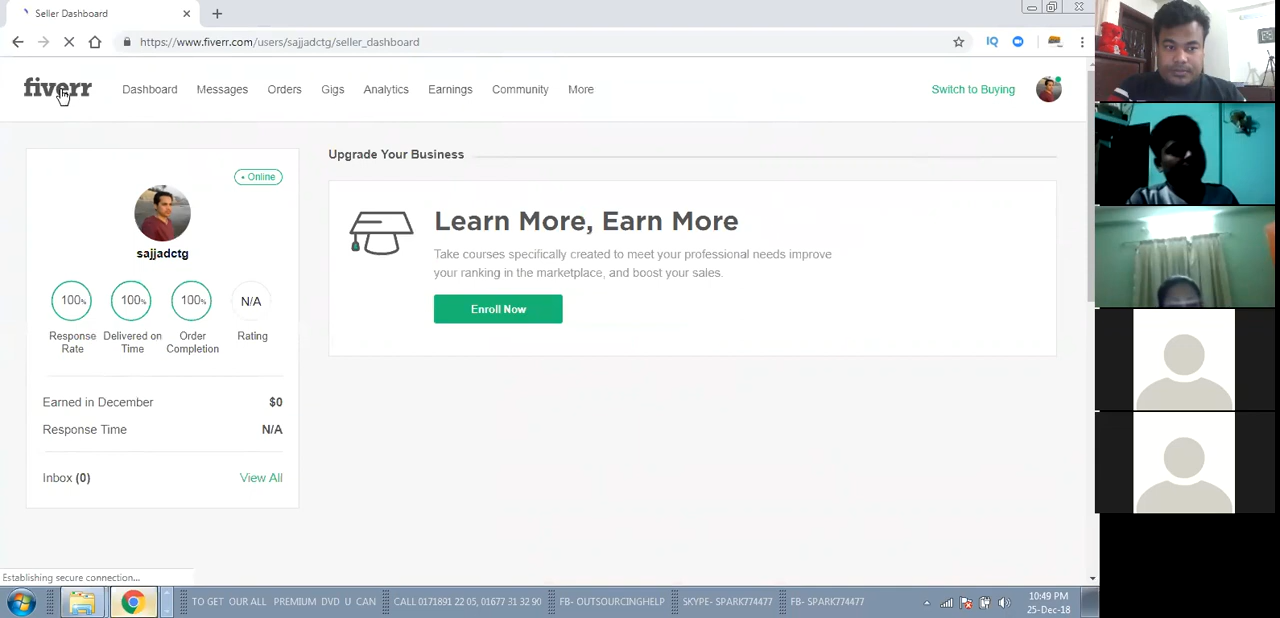 Seller Dashboard
https://www.fiverr.com/users/sajjadctg/seller_dashboard
IQ
fiverr
Dashboard
Messages
Orders
Gigs
Analytics
Earnings
Community
More
Switch to Buying
• Online
sajjadctg
100%
100%
100%
N/A
Response
Rate
Delivered on
Time
Order
Completion
Rating
Earned in December
$0
Response Time
N/A
Inbox (0)
View All
Upgrade Your Business
Learn More, Earn More
Take courses specifically created to meet your professional needs improve
your ranking in the marketplace, and boost your sales.
Enroll Now
Establishing secure connection...
TO GET OUR ALL PREMIUM DVD U CAN
CALL 0171891 22 05, 01677 31 32 90
FB- OUTSOURCINGHELP
SKYPE- SPARK774477
FB- SPARK774477
10:49 PM
25-Dec-18